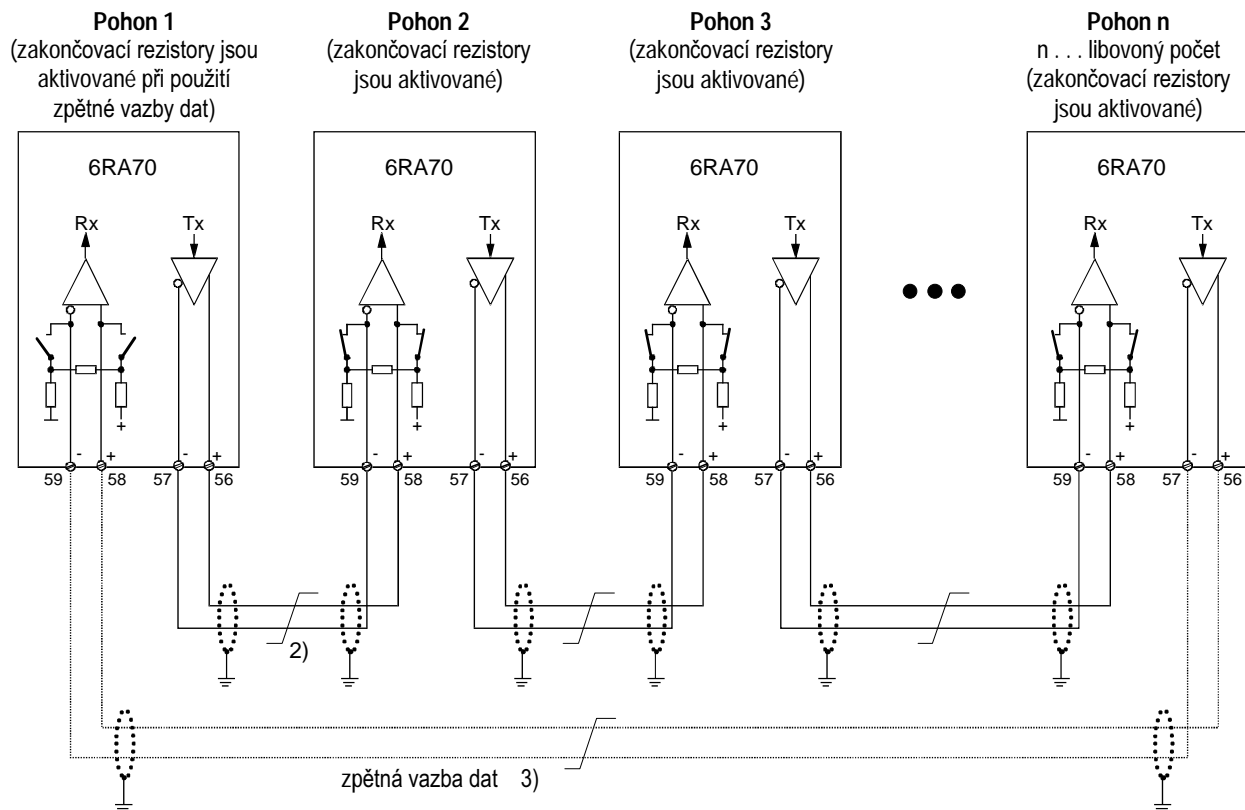 Pohon 1
(zakončovací rezistory jsou
aktivované při použití
zpětné vazby dat)
Pohon 2
(zakončovací rezistory
jsou aktivované)
Pohon 3
(zakončovací rezistory
jsou aktivované)
Pohon n
n . . . libovoný počet
(zakončovací rezistory
jsou aktivované)
6RA70
6RA70
6RA70
6RA70
Rx Tx
Rx Tx
Rx Tx
Rx Tx
+
+
+
+
- + - +
- + - +
- + - +
- + - +
59 58 57 56
59 58 57 56
59 58 57 56
59 58 57 56
2)
zpětná vazba dat 3)